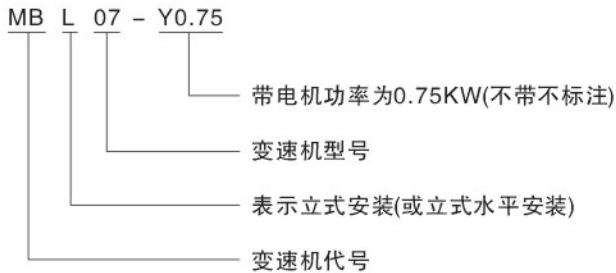 MB L 07 - Y0.75
带电机功率为0.75KW(不带不标注)
变速机型号
表示立式安装(或立式水平安装)
变速机代号